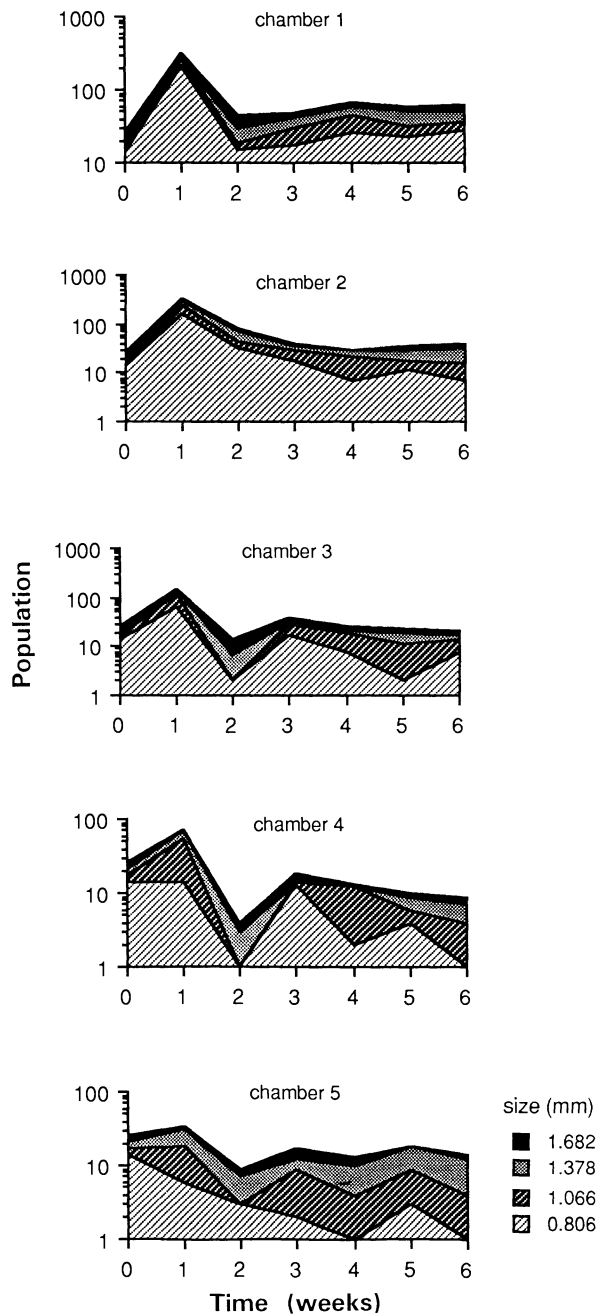 chamber 1
1000
100
10
0 1 2 3 4 5 6
chamber 2
1000
100
10
1
0 1 2 3 4 5 6
Population
chamber 3
1000
100
10
1
0 1 2 3 4 5 6
chamber 4
100
10
1
0 1 2 3 4 5 6
chamber 5
100
10
1
0 1 2 3 4 5 6
Time (weeks)
size (mm)
1.682
1.378
1.066
0.806